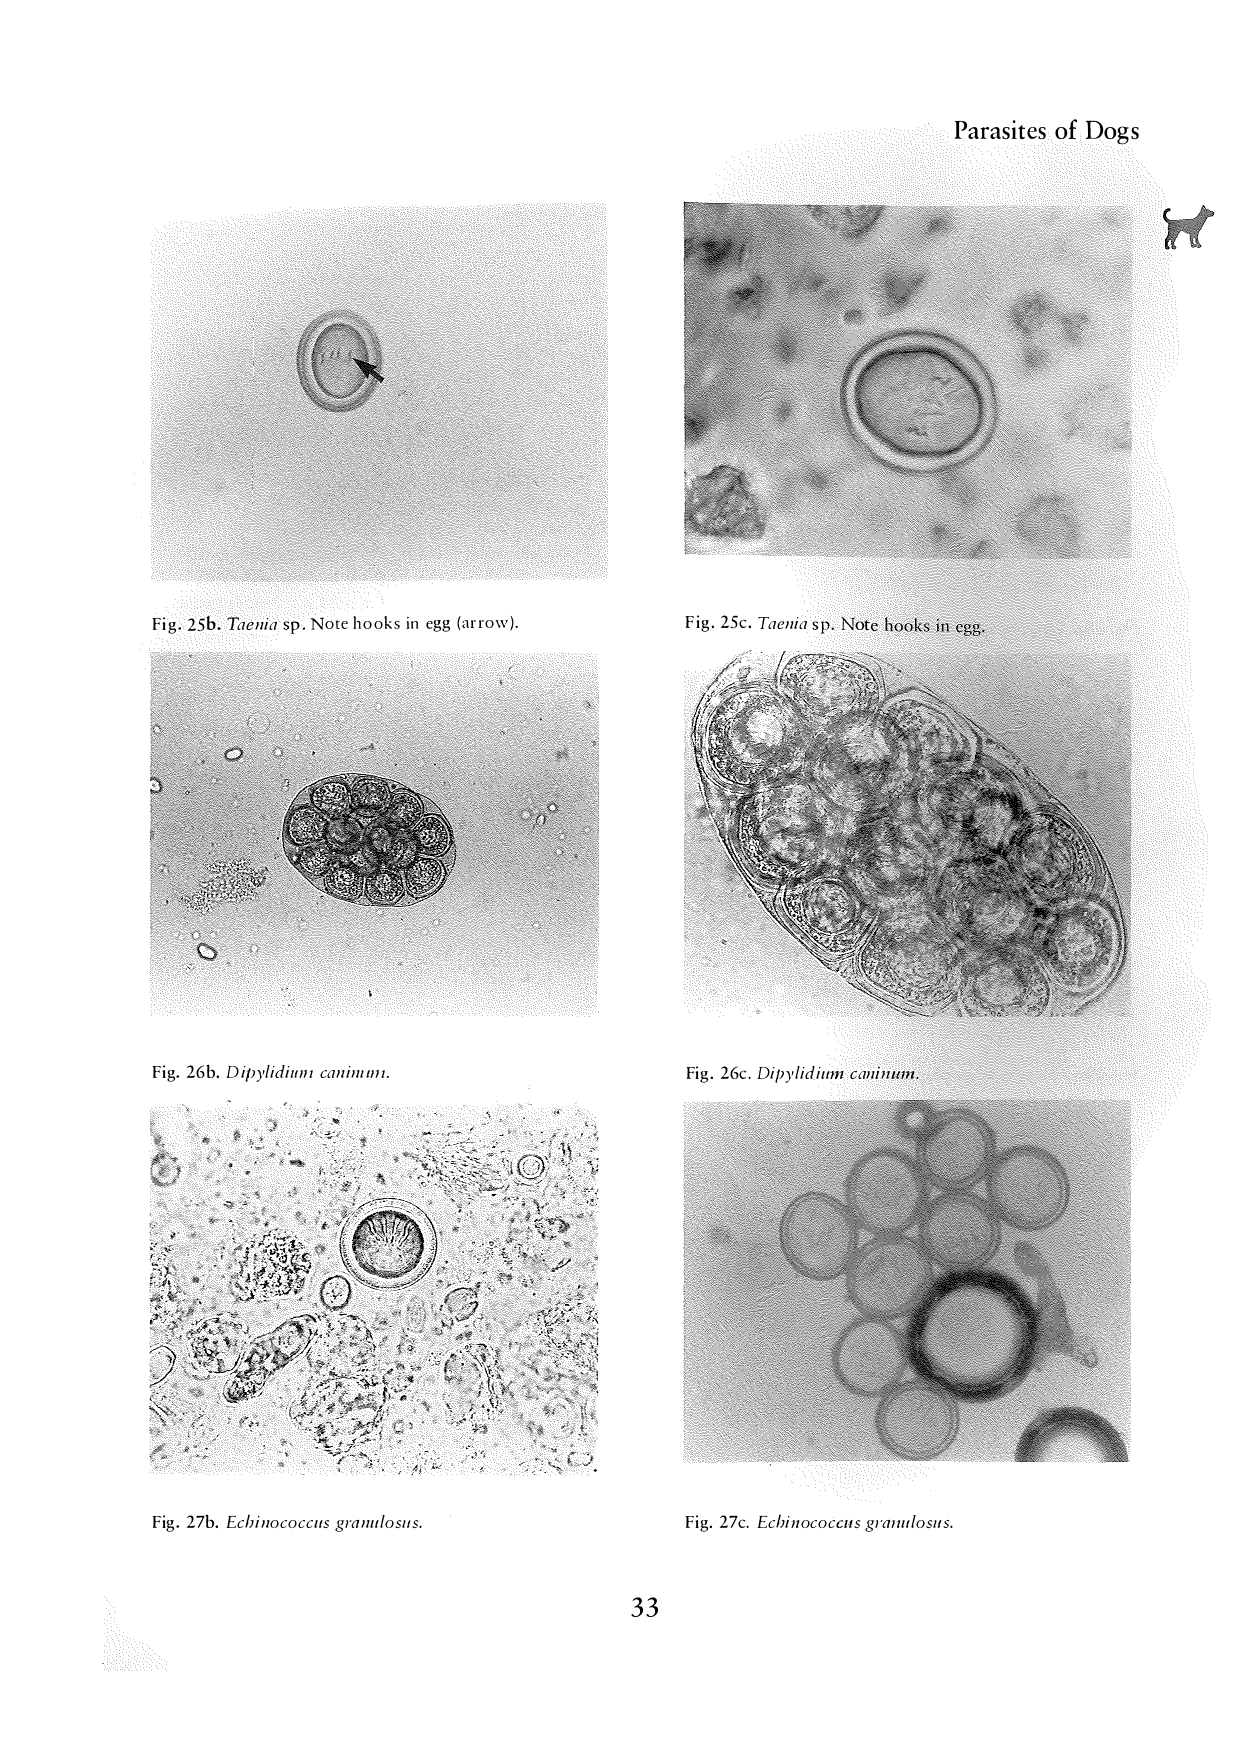 Parasites of Dogs
Fig. 25b. Taenia sp. Note hooks in egg (arrow).
Fig. 25c. Taenia sp. Note hooks in egg.
Fig. 26b. Dipylidium caninum.
Fig. 26c. Dipylidium caninum.
Fig. 27b. Echinococcus granulosus.
Fig. 27c. Echinococcus granulosus.
33